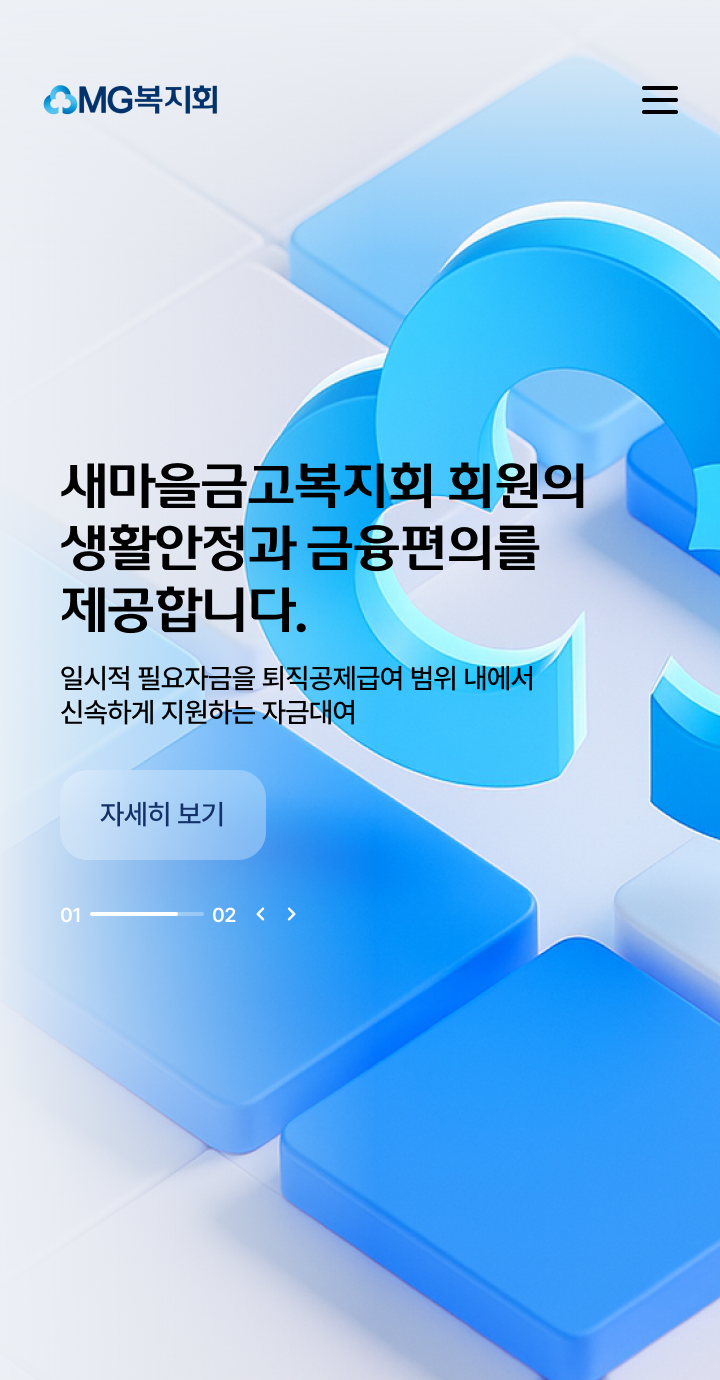 MG복지회
새마을금고복지회 회원의
생활안정과 금융편의를
제공합니다.
일시적 필요자금을 퇴직공제급여 범위 내에서
신속하게 지원하는 자금대여
자세히 보기
01 02